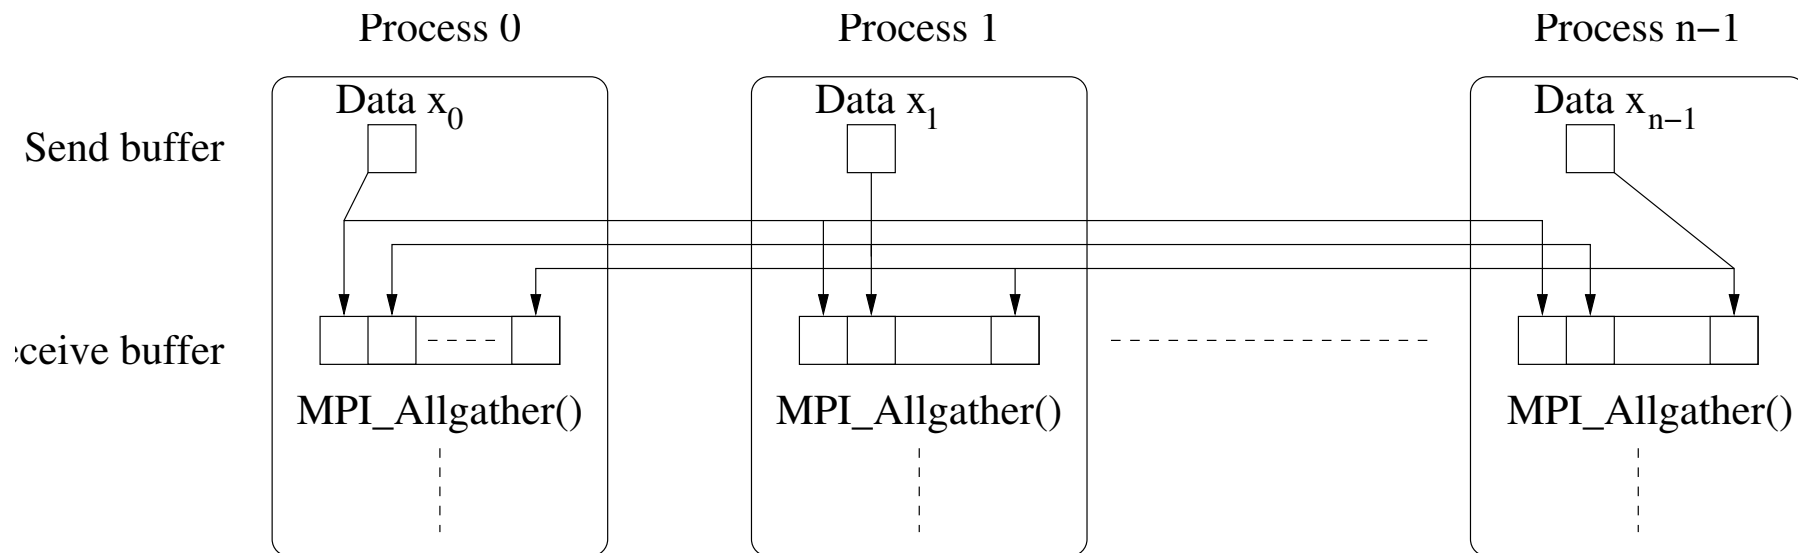 Process 0 Process 1 Process n−1
Data x0 Data x1 Data xn−1
Send buffer
eceive buffer
MPI_Allgather() MPI_Allgather() MPI_Allgather()